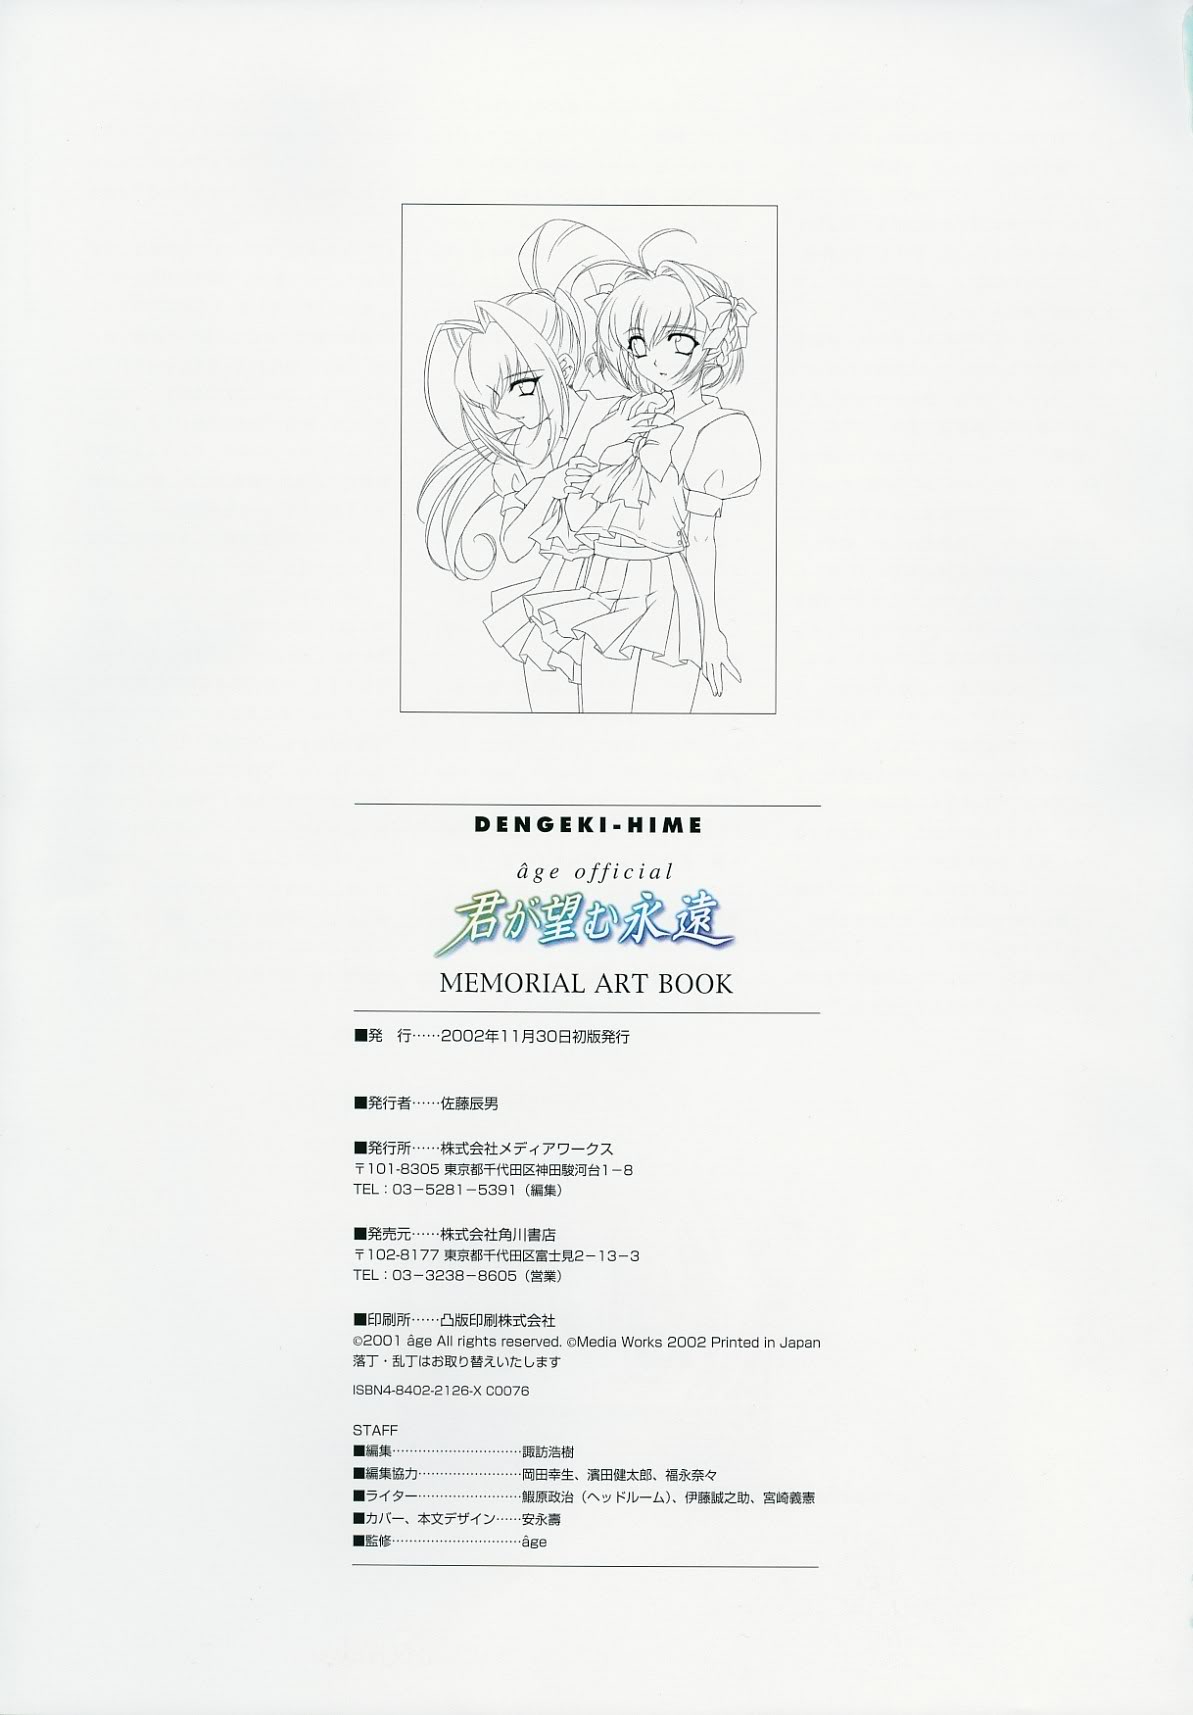 DENGEKI-HIME
âge official
君が望む永遠
MEMORIAL ART BOOK
■発　行……2002年11月30日初版発行
■発行者……佐藤辰男
■発行所……株式会社メディアワークス
〒101-8305 東京都千代田区神田駿河台1－8
TEL：03－5281－5391（編集）
■発売元……株式会社角川書店
〒102-8177 東京都千代田区富士見2－13－3
TEL：03－3238－8605（営業）
■印刷所……凸版印刷株式会社
©2001 âge All rights reserved. ©Media Works 2002 Printed in Japan
落丁・乱丁はお取り替えいたします
ISBN4-8402-2126-X C0076
STAFF
■編集…………………………諏訪浩樹
■編集協力……………………岡田幸生、濱田健太郎、福永奈々
■ライター……………………鰕原政治（ヘッドルーム）、伊藤誠之助、宮崎義憲
■カバー、本文デザイン……安永壽
■監修…………………………âge